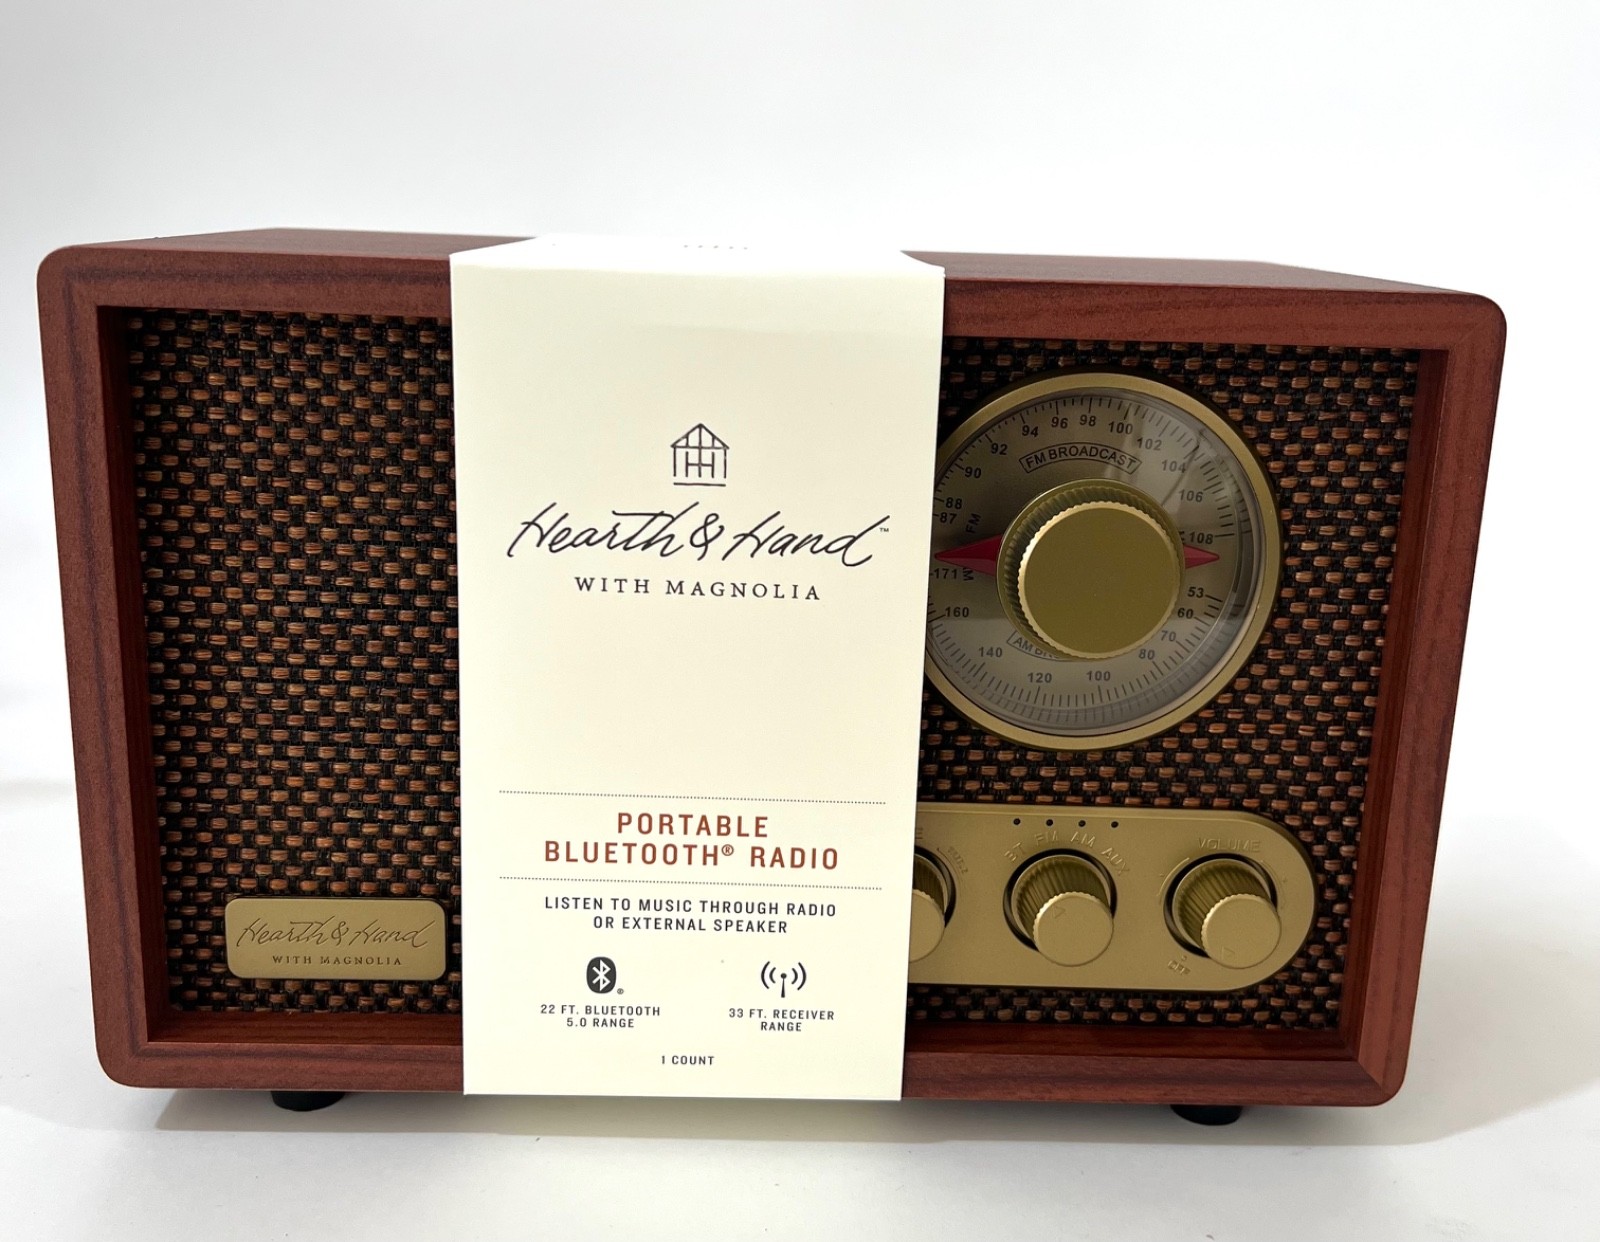 Hearth & Hand™
WITH MAGNOLIA
PORTABLE
BLUETOOTH® RADIO
LISTEN TO MUSIC THROUGH RADIO
OR EXTERNAL SPEAKER
22 FT. BLUETOOTH
5.0 RANGE
33 FT. RECEIVER
RANGE
1 COUNT
Hearth & Hand
WITH MAGNOLIA
87 88 90 92 94 96 98 100 102 104 106 108
FM BROADCAST
FM
171 160 140 120 100 80 70 60 53
AM
BT FM AM AUX
VOLUME
OFF